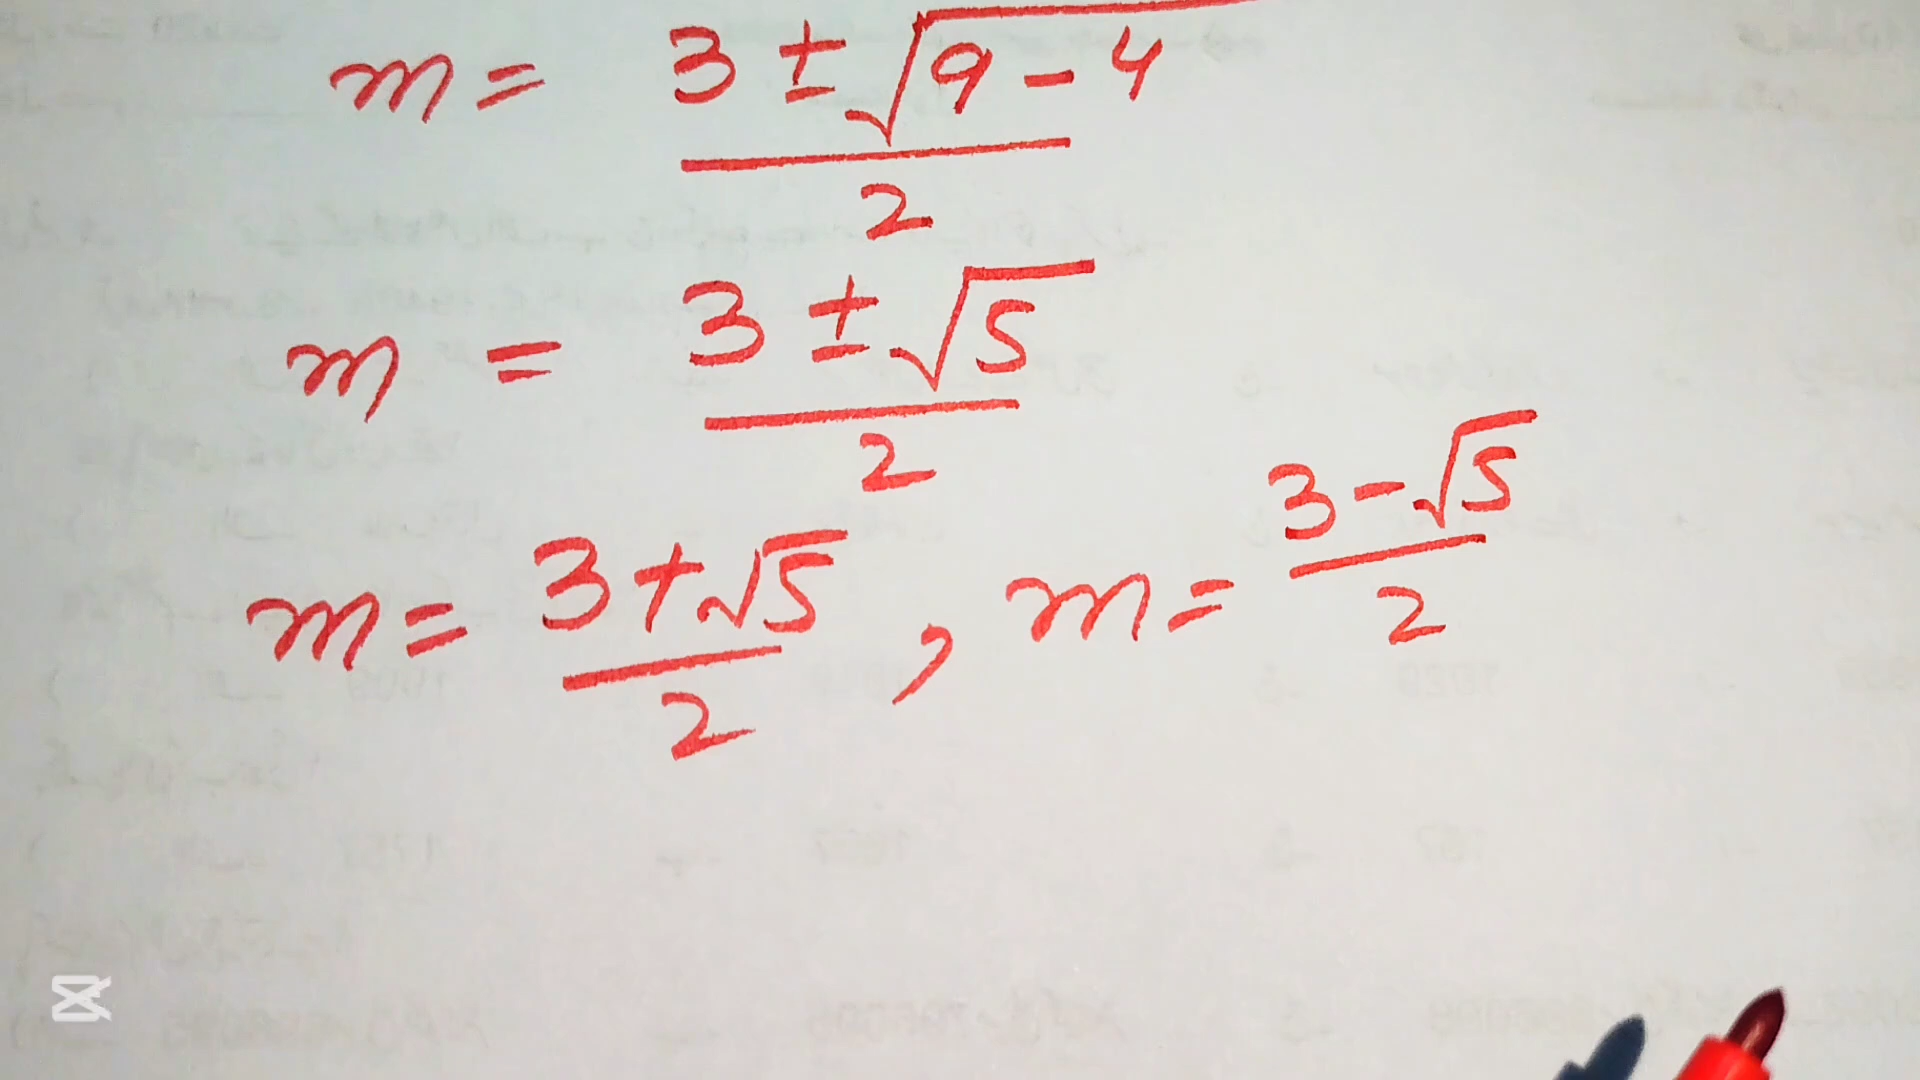 m = (3 ± √(9 - 4))/2
m = (3 ± √5)/2
m = (3 + √5)/2 , m = (3 - √5)/2